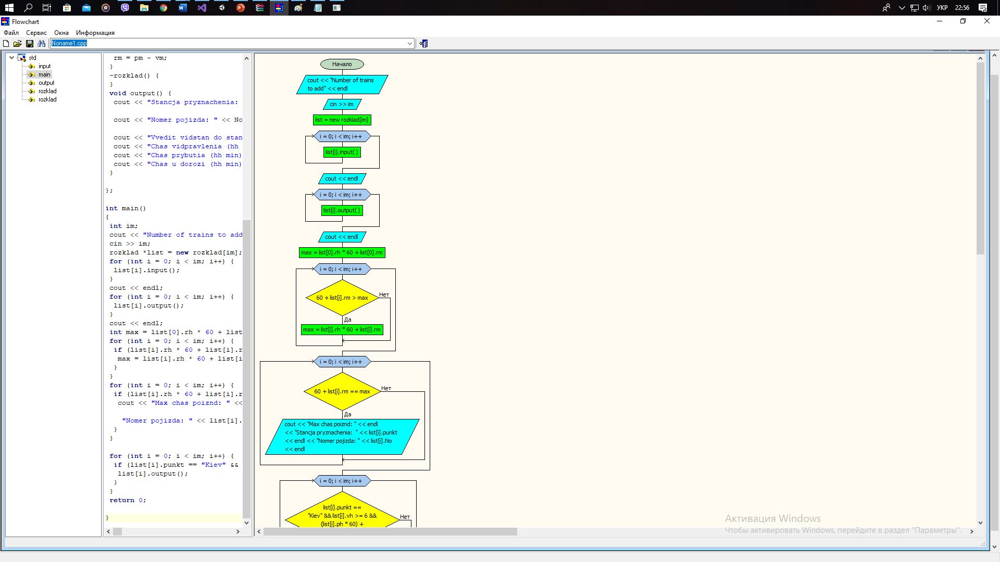 УКР
22:56
Flowchart
Файл Сервис Окна Информация
Noname1.cpp
std
input
main
output
rozklad
rozklad
rm = pm - vm;
}
~rozklad() {
}
void output() {
cout << "Stancja pryznachenia:
cout << "Nomer pojizda: " << No
cout << "Vvedit vidstan do stan
cout << "Chas vidpravlenia (hh
cout << "Chas prybutia (hh min)
cout << "Chas u dorozi (hh min)
}
};
int main()
{
int im;
cout << "Number of trains to add
cin >> im;
rozklad *list = new rozklad[im];
for (int i = 0; i < im; i++) {
list[i].input();
}
cout << endl;
for (int i = 0; i < im; i++) {
list[i].output();
}
cout << endl;
int max = list[0].rh * 60 + list
for (int i = 0; i < im; i++) {
if (list[i].rh * 60 + list[i].r
max = list[i].rh * 60 + list[i
}
}
for (int i = 0; i < im; i++) {
if (list[i].rh * 60 + list[i].r
cout << "Max chas poiznd: " <<
"Nomer pojizda: " << list[i].
}
}
for (int i = 0; i < im; i++) {
if (list[i].punkt == "Kiev" &&
list[i].output();
}
}
return 0;
}
Начало
cout << "Number of trains
to add" << endl
cin >> im
list = new rozklad[im]
i = 0; i < im; i++
list[i].input( )
cout << endl
i = 0; i < im; i++
list[i].output( )
cout << endl
max = list[0].rh * 60 + list[0].rm
i = 0; i < im; i++
60 + list[i].rm > max
Нет
Да
max = list[i].rh * 60 + list[i].rm
i = 0; i < im; i++
60 + list[i].rm == max
Нет
Да
cout << "Max chas poiznd: " << endl
<< "Stancja pryznachenia:  " << list[i].punkt
<< endl << "Nomer pojizda: " << list[i].No
<< endl
i = 0; i < im; i++
list[i].punkt ==
"Kiev" && list[i].vh >= 6 &&
(list[i].ph * 60) +
Нет
Активация Windows
Чтобы активировать Windows, перейдите в раздел "Параметры".